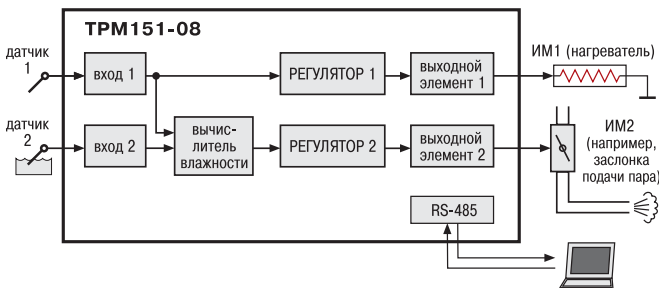 ТРМ151-08
датчик
1
вход 1
РЕГУЛЯТОР 1
выходной
элемент 1
ИМ1 (нагреватель)
датчик
2
вход 2
вычис-
литель
влажности
РЕГУЛЯТОР 2
выходной
элемент 2
ИМ2
(например,
заслонка
подачи пара)
RS-485